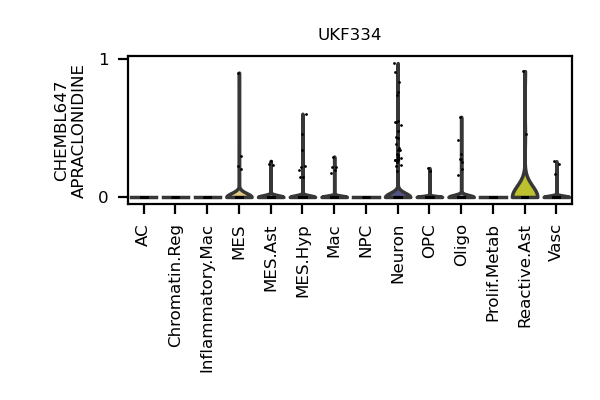 UKF334
CHEMBL647
APRACLONIDINE
1
0
AC
Chromatin.Reg
Inflammatory.Mac
MES
MES.Ast
MES.Hyp
Mac
NPC
Neuron
OPC
Oligo
Prolif.Metab
Reactive.Ast
Vasc